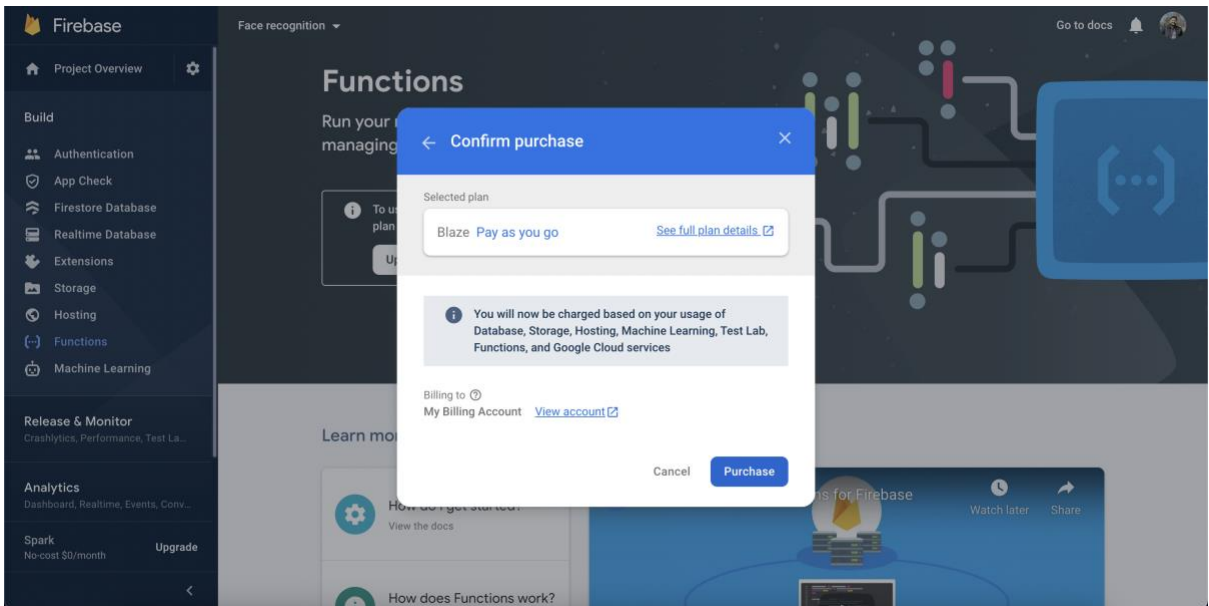 Firebase
Project Overview
Build
Authentication
App Check
Firestore Database
Realtime Database
Extensions
Storage
Hosting
Functions
Machine Learning
Release & Monitor
Crashlytics, Performance, Test La...
Analytics
Dashboard, Realtime, Events, Conv...
Spark
No-cost $0/month
Upgrade
Face recognition
Go to docs
Functions
Run your
managing
To
plan
Confirm purchase
Selected plan
Blaze Pay as you go
See full plan details
You will now be charged based on your usage of
Database, Storage, Hosting, Machine Learning, Test Lab,
Functions, and Google Cloud services
Billing to
My Billing Account View account
Cancel
Purchase
Learn
How do I get started?
View the docs
How does Functions work?
for Firebase
Watch later
Share